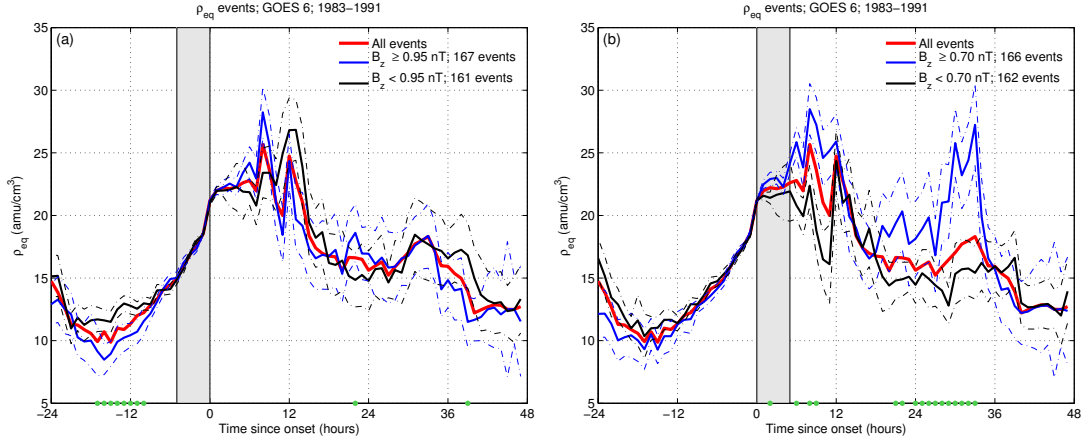 ρeq events; GOES 6; 1983−1991
(a)
All events
Bz ≥ 0.95 nT; 167 events
Bz < 0.95 nT; 161 events
ρeq (amu/cm3)
35
30
25
20
15
10
5
−24 −12 0 12 24 36 48
Time since onset (hours)
ρeq events; GOES 6; 1983−1991
(b)
All events
Bz ≥ 0.70 nT; 166 events
Bz < 0.70 nT; 162 events
ρeq (amu/cm3)
35
30
25
20
15
10
5
−24 −12 0 12 24 36 48
Time since onset (hours)